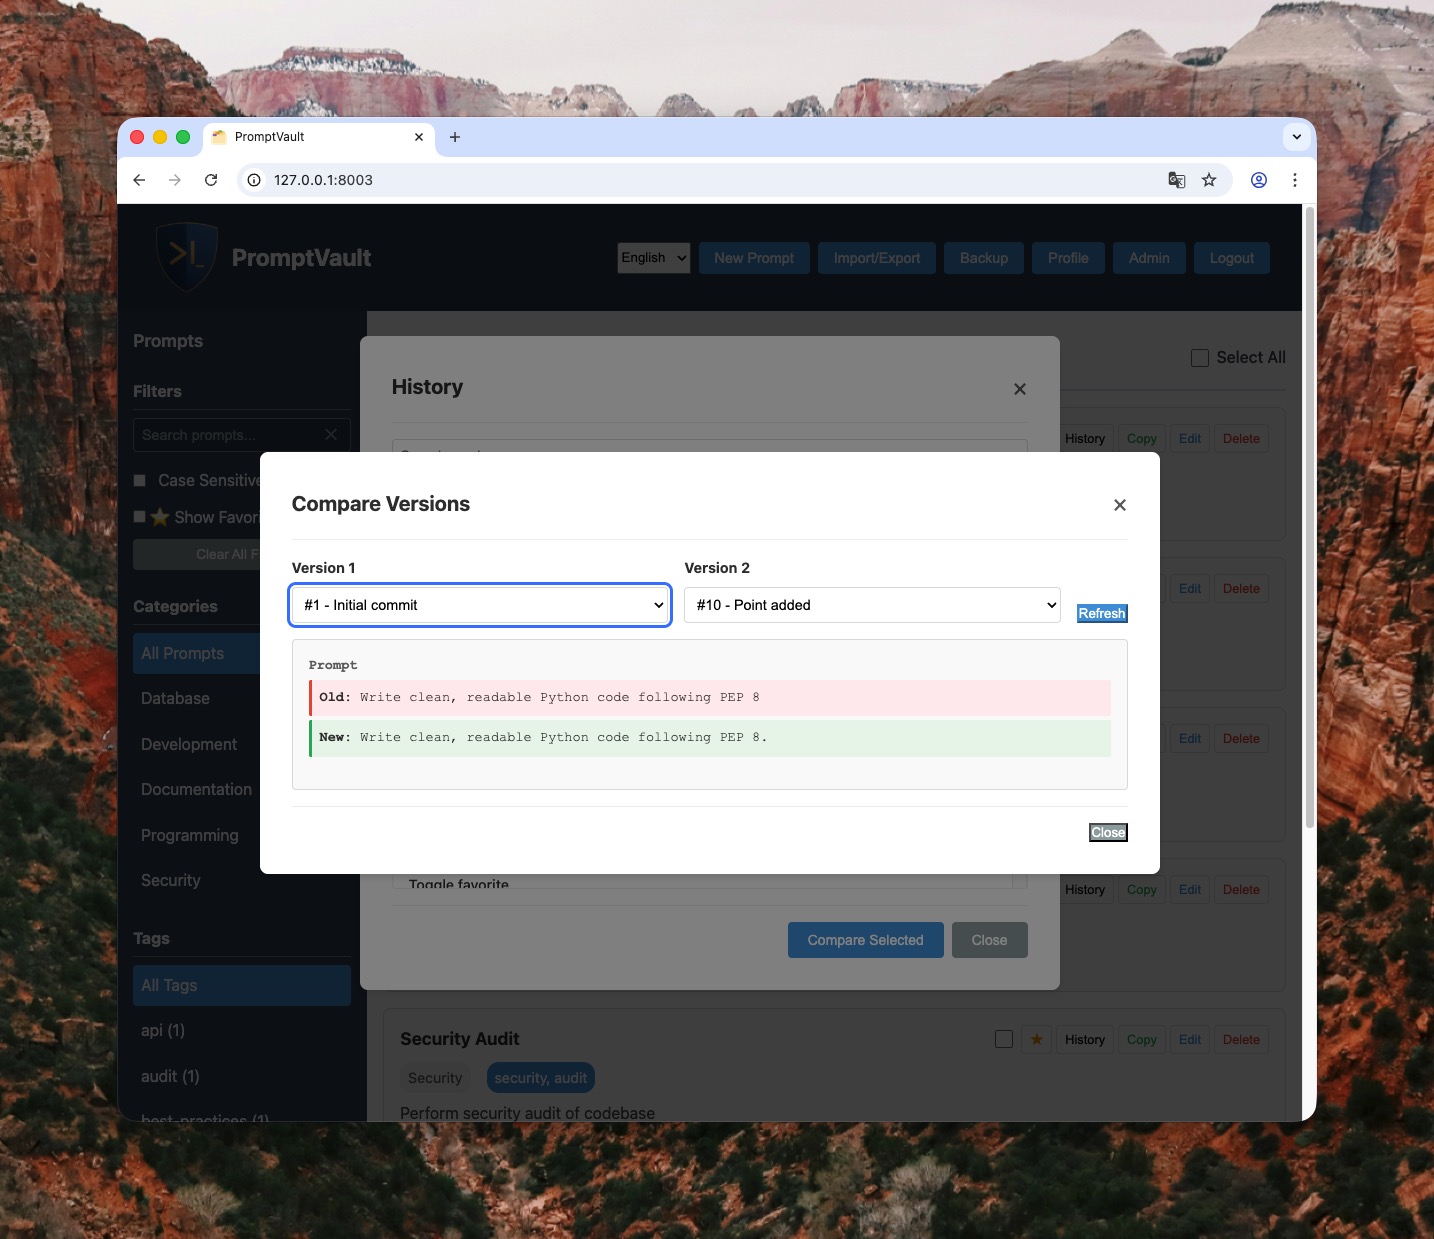 PromptVault
127.0.0.1:8003
PromptVault
English
New Prompt
Import/Export
Backup
Profile
Admin
Logout
Prompts
Filters
Search prompts...
Case Sensitive
Show Favori
Clear All F
Categories
All Prompts
Database
Development
Documentation
Programming
Security
Tags
All Tags
api (1)
audit (1)
best-practices (1)
Select All
History Copy Edit Delete
Edit Delete
Edit Delete
History Copy Edit Delete
History
Compare Versions
Version 1
Version 2
#1 - Initial commit
#10 - Point added
Refresh
Prompt
Old: Write clean, readable Python code following PEP 8
New: Write clean, readable Python code following PEP 8.
Close
Toggle favorite
Compare Selected
Close
Security Audit
History Copy Edit Delete
Security
security, audit
Perform security audit of codebase